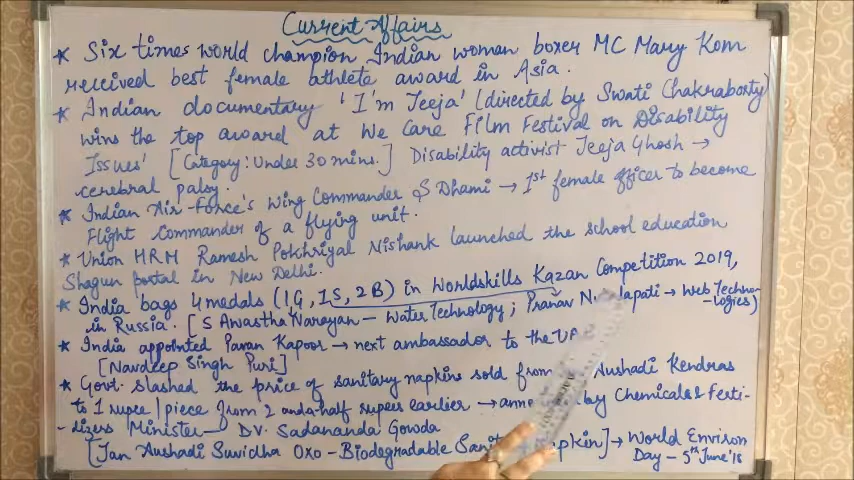 Current Affairs
* Six times world champion Indian woman boxer MC Mary Kom
received best female athlete award in Asia.
* Indian documentary 'I'm Jeeja' (directed by Swati Chakraborty)
wins the top award at We Care Film Festival on Disability
Issues' [Category: Under 30 mins.] Disability activist Jeeja Ghosh →
cerebral palsy.
* Indian Air-Force's Wing Commander S Dhami → 1st female officer to become
Flight Commander of a flying unit.
* Union HRM Ramesh Pokhriyal Nishank launched the school education
Shagun portal in New Delhi.
* India bags 4 medals (1G, 1S, 2B) in Worldskills Kazan Competition 2019,
in Russia. [S Aswatha Narayan – Water Technology; Pranav → Web Techno-
-logies)
* India appointed Pavan Kapoor → next ambassador to the
[Navdeep Singh Puri]
* Govt. slashed the price of sanitary napkins sold from Aushadi Kendras
to 1 rupee / piece from 2 and a-half rupees earlier → by Chemicals & Ferti-
-lizers Minister – DV. Sadananda Gowda
[Jan Aushadi Suvidha Oxo-Biodegradable] → World Environ
Day – 5th June '18